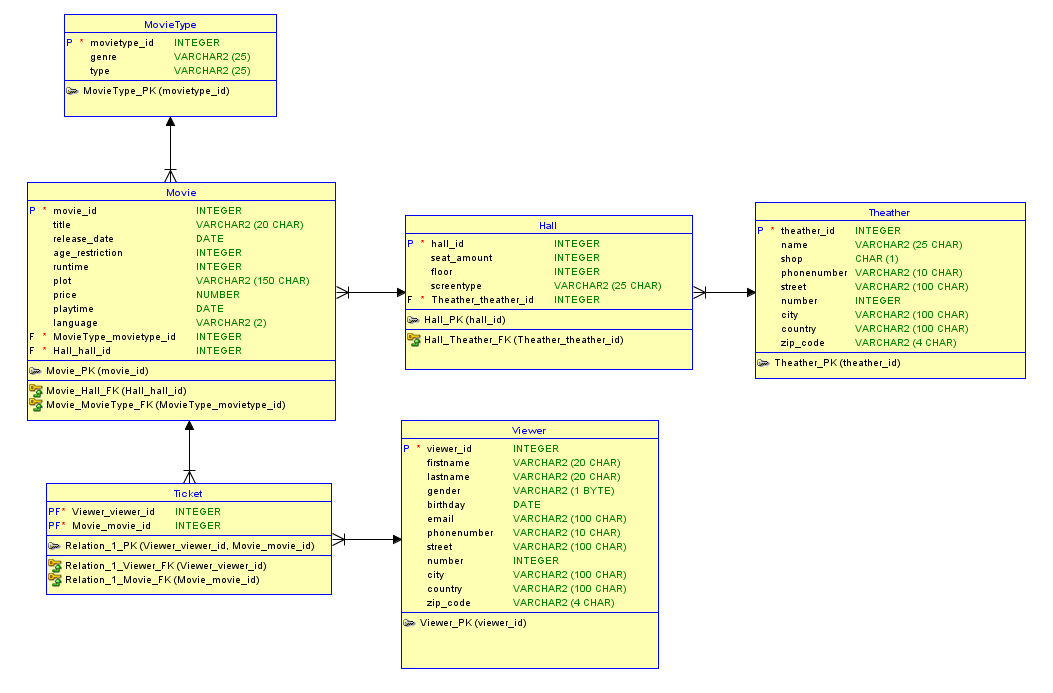 MovieType
P * movietype_id INTEGER
genre VARCHAR2 (25)
type VARCHAR2 (25)
MovieType_PK (movietype_id)
Movie
P * movie_id INTEGER
title VARCHAR2 (20 CHAR)
release_date DATE
age_restriction INTEGER
runtime INTEGER
plot VARCHAR2 (150 CHAR)
price NUMBER
playtime DATE
language VARCHAR2 (2)
F * MovieType_movietype_id INTEGER
F * Hall_hall_id INTEGER
Movie_PK (movie_id)
Movie_Hall_FK (Hall_hall_id)
Movie_MovieType_FK (MovieType_movietype_id)
Hall
P * hall_id INTEGER
seat_amount INTEGER
floor INTEGER
screentype VARCHAR2 (25 CHAR)
F * Theather_theather_id INTEGER
Hall_PK (hall_id)
Hall_Theather_FK (Theather_theather_id)
Theather
P * theather_id INTEGER
name VARCHAR2 (25 CHAR)
shop CHAR (1)
phonenumber VARCHAR2 (10 CHAR)
street VARCHAR2 (100 CHAR)
number INTEGER
city VARCHAR2 (100 CHAR)
country VARCHAR2 (100 CHAR)
zip_code VARCHAR2 (4 CHAR)
Theather_PK (theather_id)
Ticket
PF* Viewer_viewer_id INTEGER
PF* Movie_movie_id INTEGER
Relation_1_PK (Viewer_viewer_id, Movie_movie_id)
Relation_1_Viewer_FK (Viewer_viewer_id)
Relation_1_Movie_FK (Movie_movie_id)
Viewer
P * viewer_id INTEGER
firstname VARCHAR2 (20 CHAR)
lastname VARCHAR2 (20 CHAR)
gender VARCHAR2 (1 BYTE)
birthday DATE
email VARCHAR2 (100 CHAR)
phonenumber VARCHAR2 (10 CHAR)
street VARCHAR2 (100 CHAR)
number INTEGER
city VARCHAR2 (100 CHAR)
country VARCHAR2 (100 CHAR)
zip_code VARCHAR2 (4 CHAR)
Viewer_PK (viewer_id)